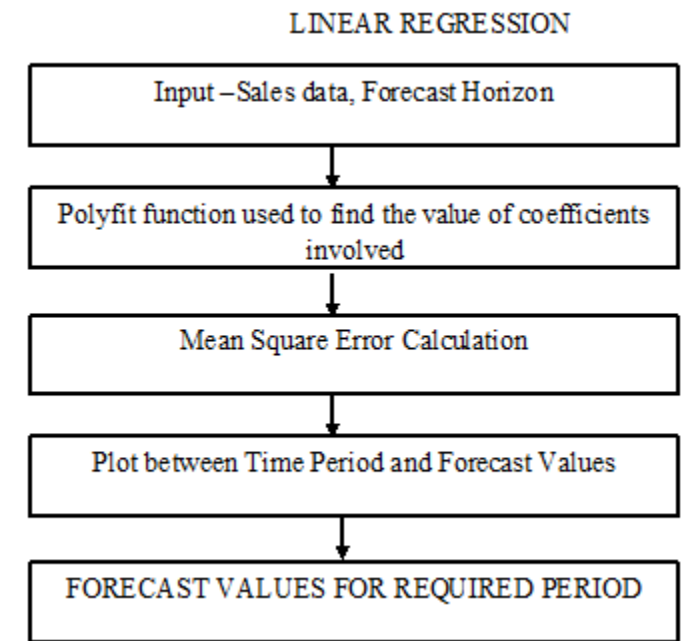 LINEAR REGRESSION
Input –Sales data, Forecast Horizon
Polyfit function used to find the value of coefficients
involved
Mean Square Error Calculation
Plot between Time Period and Forecast Values
FORECAST VALUES FOR REQUIRED PERIOD